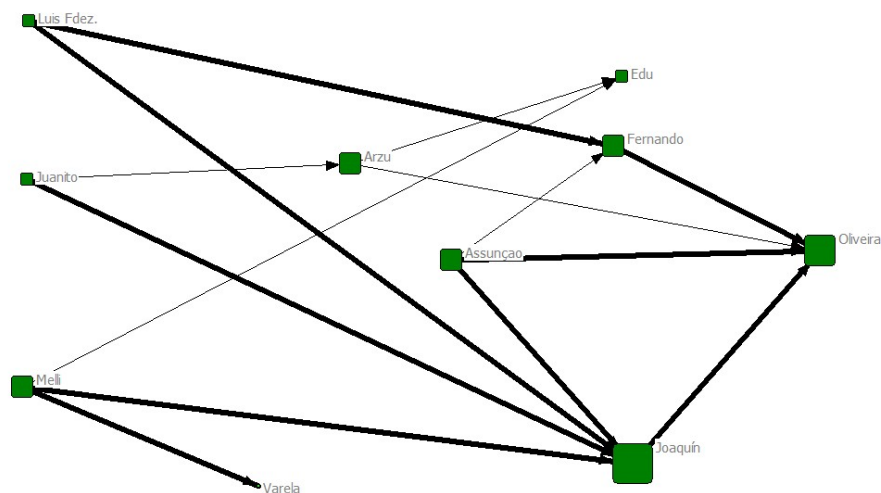 Luis Fdez.
Edu
Fernando
Arzu
Juanito
Oliveira
Assunçao
Melli
Joaquín
Varela